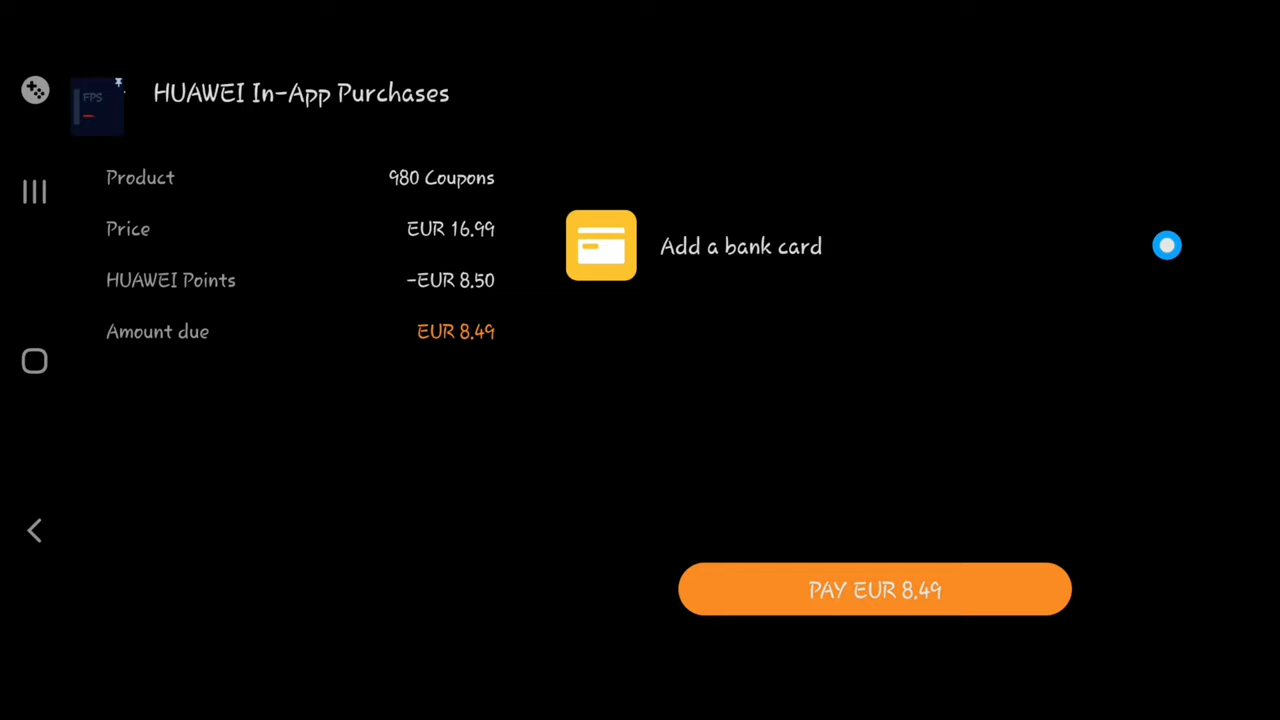 HUAWEI In-App Purchases
FPS
Product 980 Coupons
Price EUR 16.99
HUAWEI Points -EUR 8.50
Amount due EUR 8.49
Add a bank card
PAY EUR 8.49